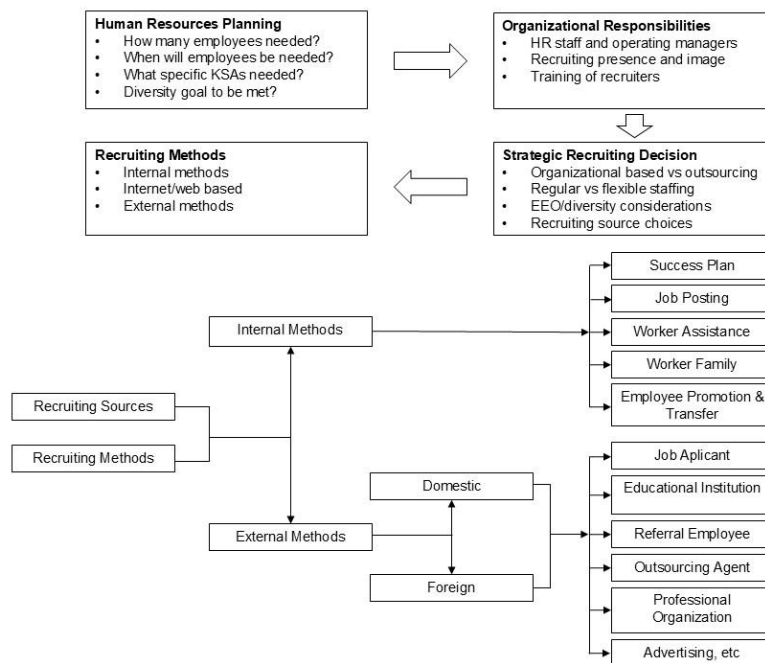 Human Resources Planning
• How many employees needed?
• When will employees be needed?
• What specific KSAs needed?
• Diversity goal to be met?
Organizational Responsibilities
• HR staff and operating managers
• Recruiting presence and image
• Training of recruiters
Strategic Recruiting Decision
• Organizational based vs outsourcing
• Regular vs flexible staffing
• EEO/diversity considerations
• Recruiting source choices
Recruiting Methods
• Internal methods
• Internet/web based
• External methods
Recruiting Sources
Recruiting Methods
Internal Methods
Success Plan
Job Posting
Worker Assistance
Worker Family
Employee Promotion &
Transfer
External Methods
Domestic
Foreign
Job Aplicant
Educational Institution
Referral Employee
Outsourcing Agent
Professional
Organization
Advertising, etc